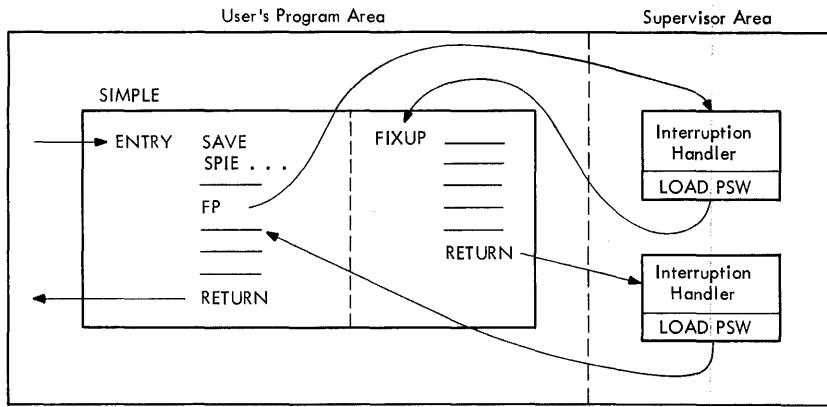 User's Program Area
Supervisor Area
SIMPLE
ENTRY
SAVE
SPIE . . .
FP
RETURN
FIXUP
RETURN
Interruption
Handler
LOAD PSW
Interruption
Handler
LOAD PSW